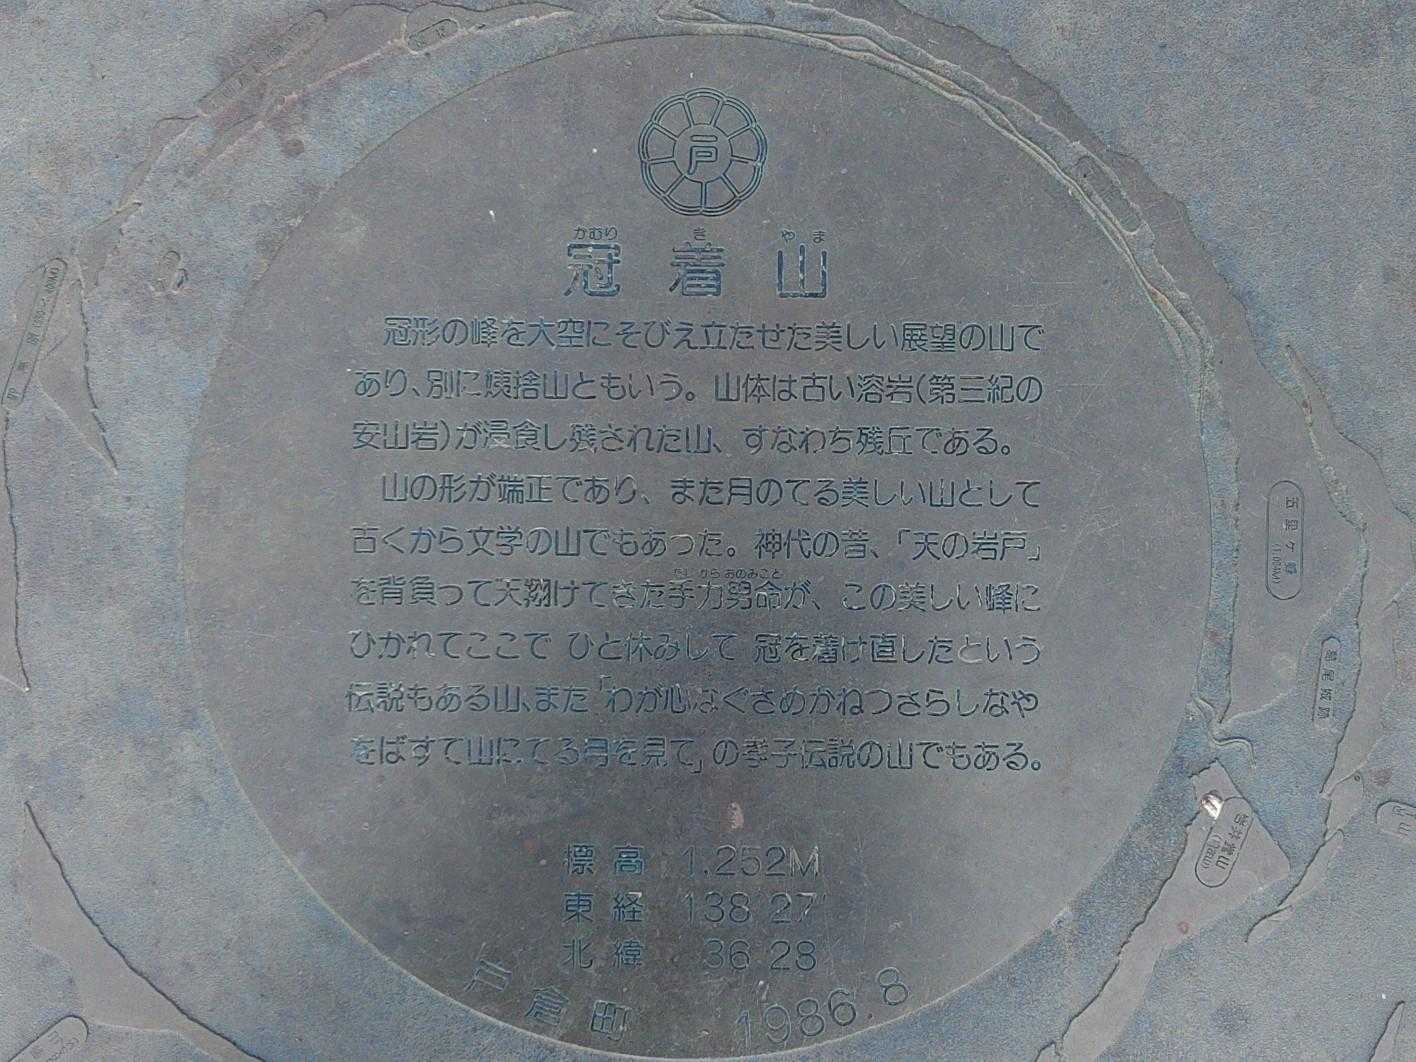 戸
かむり き やま
冠着山
冠形の峰を大空にそびえ立たせた美しい展望の山で
あり、別に姨捨山ともいう。山体は古い溶岩(第三紀の
安山岩)が浸食し残された山、すなわち残丘である。
山の形が端正であり、また月のてる美しい山として
古くから文学の山でもあった。神代の昔、「天の岩戸」
を背負って天翔けてきた手力男命が、この美しい峰に
ひかれてここで ひと休みして 冠を着け直したという
伝説もある山、また「わが心なぐさめかねつさらしなや
をばすて山にてる月を見て」の孝子伝説の山でもある。
標高 1.252M
東経 138°27′
北緯 36 28
戸倉町 1986.8
五里ケ峰
葛尾城跡